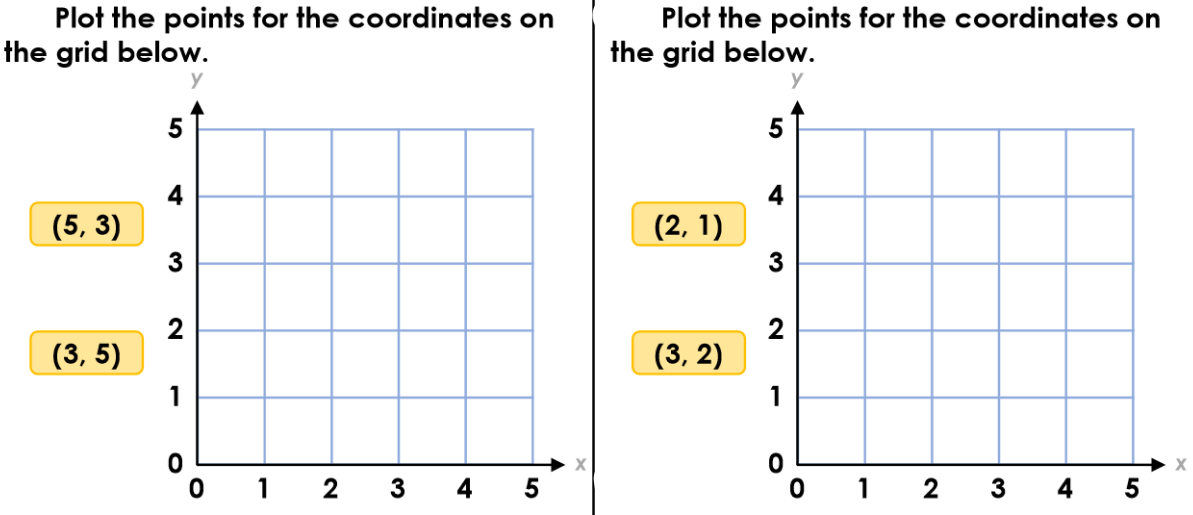 Plot the points for the coordinates on
the grid below.
y
5
4
(5, 3)
3
2
(3, 5)
1
0
x
0 1 2 3 4 5
Plot the points for the coordinates on
the grid below.
y
5
4
(2, 1)
3
2
(3, 2)
1
0
x
0 1 2 3 4 5